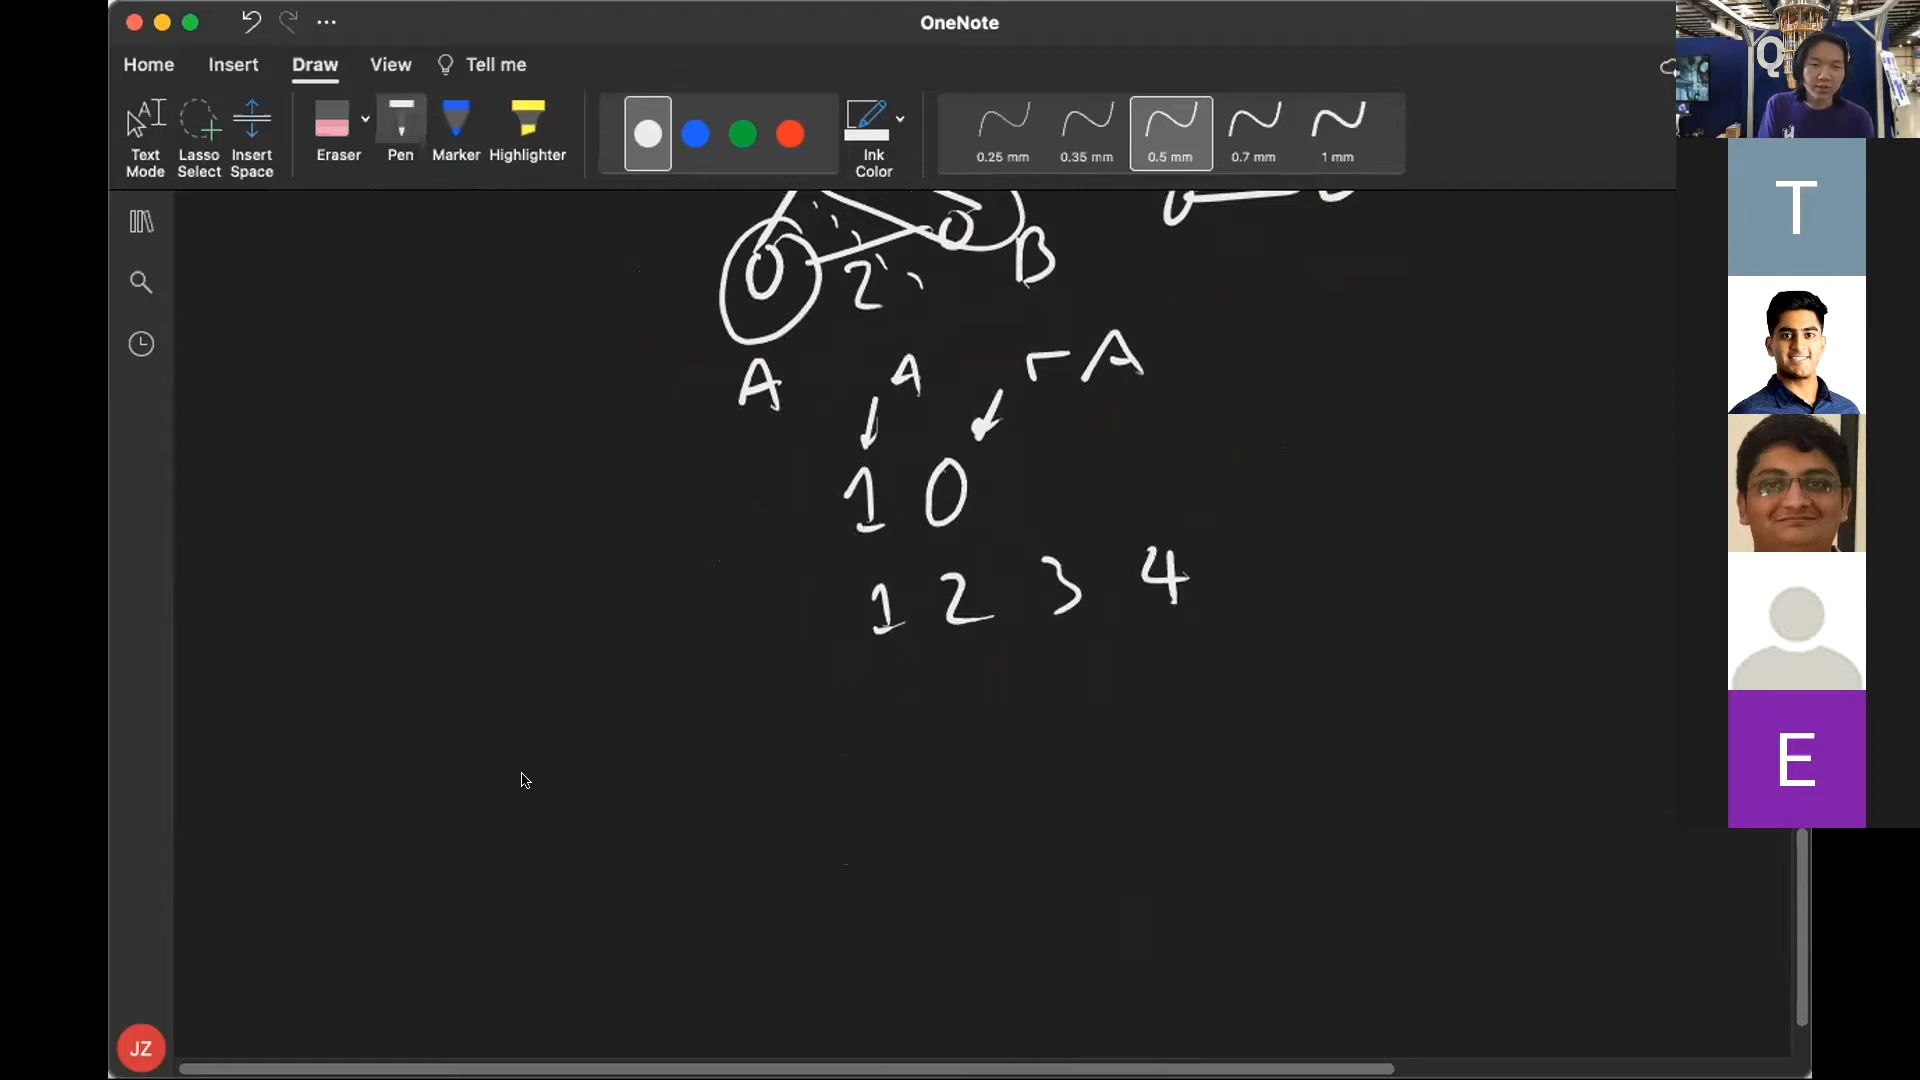 OneNote
Home Insert Draw View Tell me
Text Mode
Lasso Select
Insert Space
Eraser
Pen
Marker
Highlighter
Ink Color
0.25 mm
0.35 mm
0.5 mm
0.7 mm
1 mm
Q
T
B
2
A
A
¬A
1 0
1 2 3 4
E
JZ